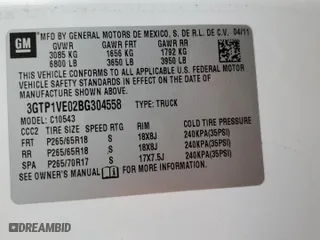 GM
MFD BY GENERAL MOTORS DE MEXICO, S. DE R.L. DE C.V. 04/11
GVWR GAWR FRT GAWR RR
3085 KG 1656 KG 1792 KG
6800 LB 3650 LB 3950 LB
THIS VEHICLE CONFORMS TO ALL APPLICABLE U.S. FEDERAL MOTOR
VEHICLE SAFETY STANDARDS IN EFFECT ON THE DATE OF
MANUFACTURE SHOWN ABOVE.
3GTP1VE02BG304558 TYPE: TRUCK
MODEL: C10543
CCC2 TIRE SIZE SPEED RTG RIM COLD TIRE PRESSURE
FRT P265/65R18 S 18X8J 240KPA(35PSI)
RR P265/65R18 S 18X8J 240KPA(35PSI)
SPA P265/70R17 S 17X7.5J 240KPA(35PSI)
SEE OWNER'S MANUAL FOR ADDITIONAL INFORMATION.
© DREAMBID